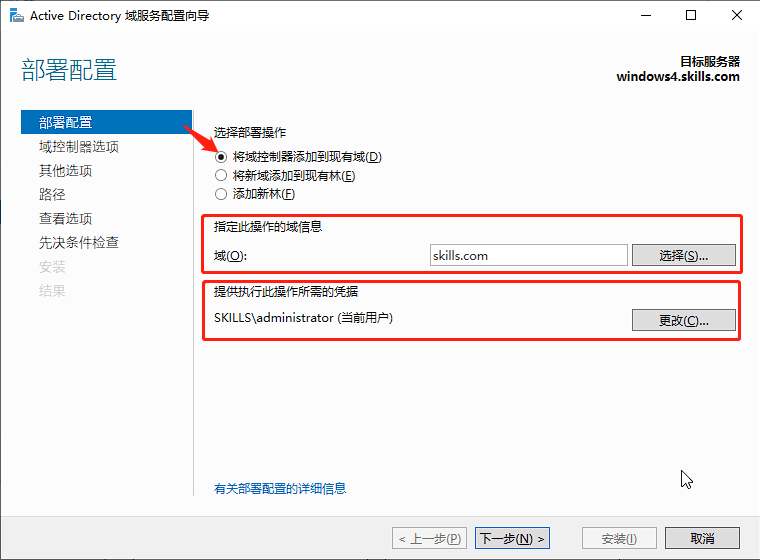 Active Directory 域服务配置向导
部署配置
目标服务器
windows4.skills.com
部署配置
域控制器选项
其他选项
路径
查看选项
先决条件检查
安装
结果
选择部署操作
将域控制器添加到现有域(D)
将新域添加到现有林(E)
添加新林(F)
指定此操作的域信息
域(O): skills.com 选择(S)...
提供执行此操作所需的凭据
SKILLS\administrator (当前用户) 更改(C)...
有关部署配置的详细信息
< 上一步(P) 下一步(N) > 安装(I) 取消